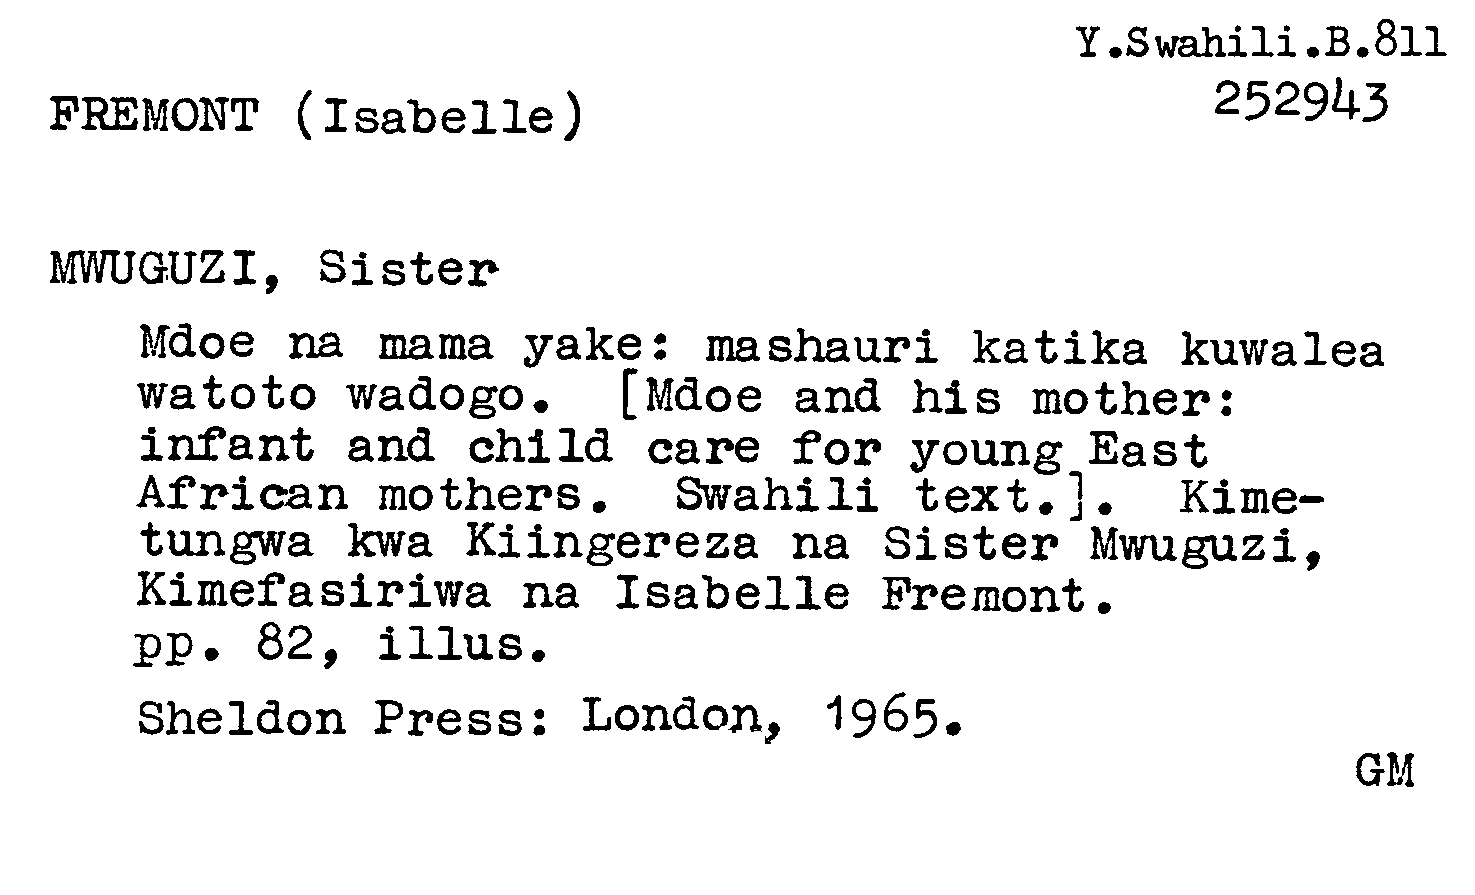 Y.Swahili.B.811
252943
FREMONT (Isabelle)
MWUGUZI, Sister
Mdoe na mama yake: mashauri katika kuwalea
watoto wadogo. [Mdoe and his mother:
infant and child care for young East
African mothers. Swahili text.]. Kime-
tungwa kwa Kiingereza na Sister Mwuguzi,
Kimefasiriwa na Isabelle Fremont.
pp. 82, illus.
Sheldon Press: London, 1965.
GM